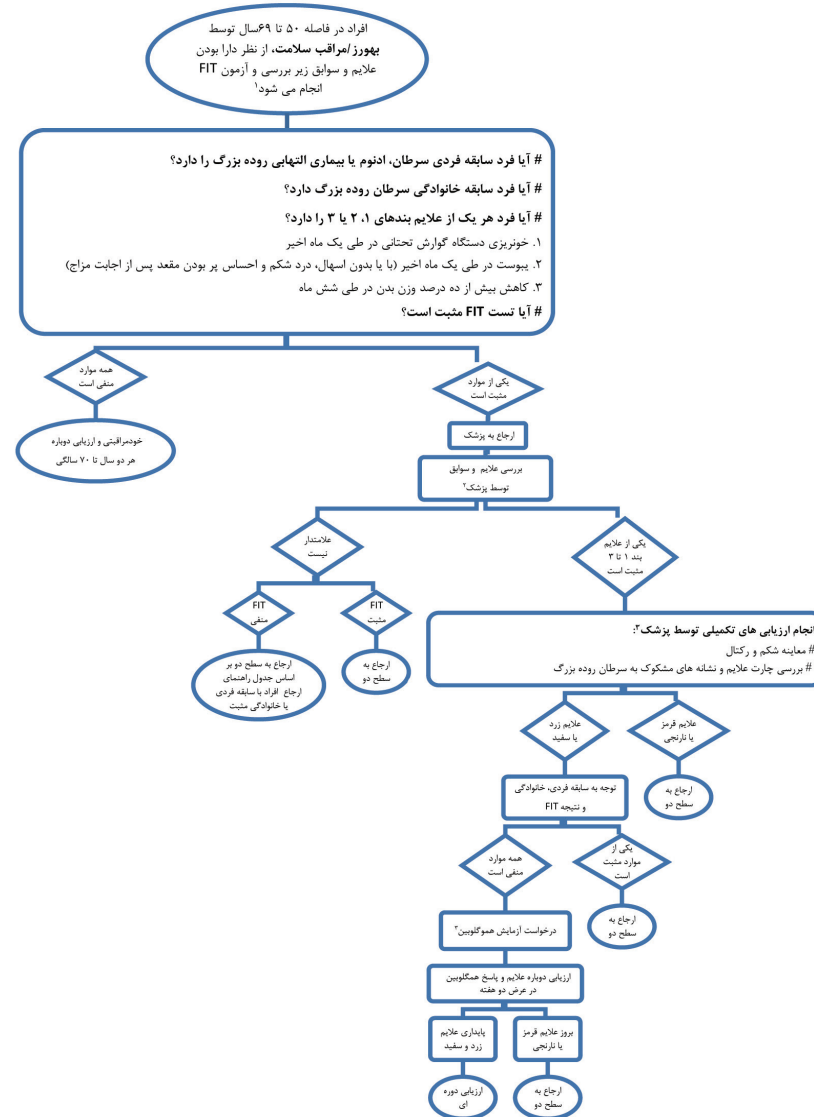 افراد در فاصله ۵۰ تا ۶۹سال توسط
بهورز/مراقب سلامت، از نظر دارا بودن
علایم و سوابق زیر بررسی و آزمون FIT
انجام می شود۱
# آیا فرد سابقه فردی سرطان، ادنوم یا بیماری التهابی روده بزرگ را دارد؟
# آیا فرد سابقه خانوادگی سرطان روده بزرگ دارد؟
# آیا فرد هر یک از علایم بندهای ۱، ۲ یا ۳ را دارد؟
۱. خونریزی دستگاه گوارش تحتانی در طی یک ماه اخیر
۲. یبوست در طی یک ماه اخیر (با یا بدون اسهال، درد شکم و احساس پر بودن مقعد پس از اجابت مزاج)
۳. کاهش بیش از ده درصد وزن بدن در طی شش ماه
# آیا تست FIT مثبت است؟
یکی از موارد
مثبت است
همه موارد
منفی است
ارجاع به پزشک
خودمراقبتی و ارزیابی دوباره
هر دو سال تا ۷۰ سالگی
بررسی علایم و سوابق
توسط پزشک۲
یکی از علایم
بند ۱ تا ۳
مثبت است
علامتدار
نیست
FIT
مثبت
FIT
منفی
ارجاع به
سطح دو
ارجاع به سطح دو بر
اساس جدول راهنمای
ارجاع افراد با سابقه فردی
یا خانوادگی مثبت
انجام ارزیابی های تکمیلی توسط پزشک۳:
# معاینه شکم و رکتال
# بررسی چارت علایم و نشانه های مشکوک به سرطان روده بزرگ
علایم قرمز
یا نارنجی
علایم زرد
یا سفید
ارجاع به
سطح دو
توجه به سابقه فردی، خانوادگی
و نتیجه FIT
یکی از
موارد مثبت
است
همه موارد
منفی است
ارجاع به
سطح دو
درخواست آزمایش هموگلوبین۳
ارزیابی دوباره علایم و پاسخ همگلوبین
در عرض دو هفته
بروز علایم قرمز
یا نارنجی
پایداری علایم
زرد و سفید
ارجاع به
سطح دو
ارزیابی دوره
ای